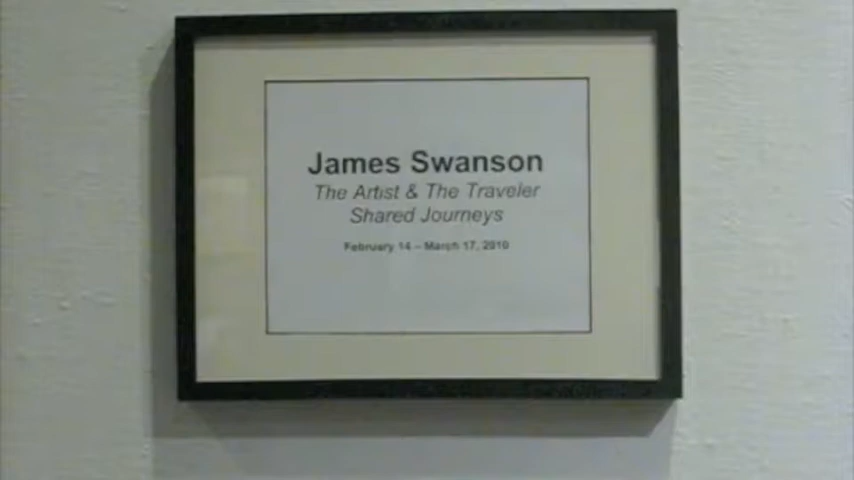 James Swanson
The Artist & The Traveler
Shared Journeys
February 14 – March 17, 2010